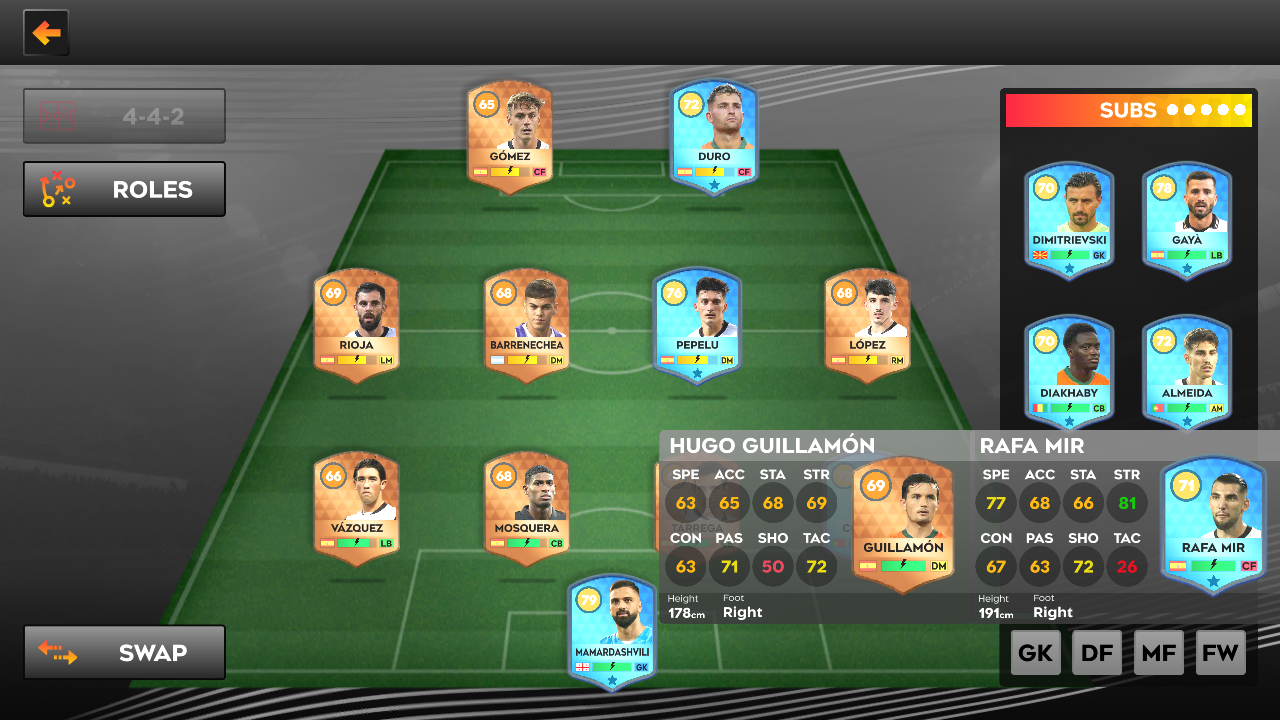 4-4-2
ROLES
SWAP
65
GÓMEZ
CF
72
DURO
CF
69
RIOJA
LM
68
BARRENECHEA
DM
76
PEPELU
DM
68
LÓPEZ
RM
66
VÁZQUEZ
LB
68
MOSQUERA
CB
TARREGA
79
MAMARDASHVILI
GK
SUBS
70
DIMITRIEVSKI
GK
78
GAYÀ
LB
70
DIAKHABY
CB
72
ALMEIDA
AM
HUGO GUILLAMÓN
SPE ACC STA STR
63 65 68 69
CON PAS SHO TAC
63 71 50 72
Height Foot
178cm Right
69
GUILLAMÓN
DM
RAFA MIR
SPE ACC STA STR
77 68 66 81
CON PAS SHO TAC
67 63 72 26
Height Foot
191cm Right
71
RAFA MIR
CF
GK DF MF FW